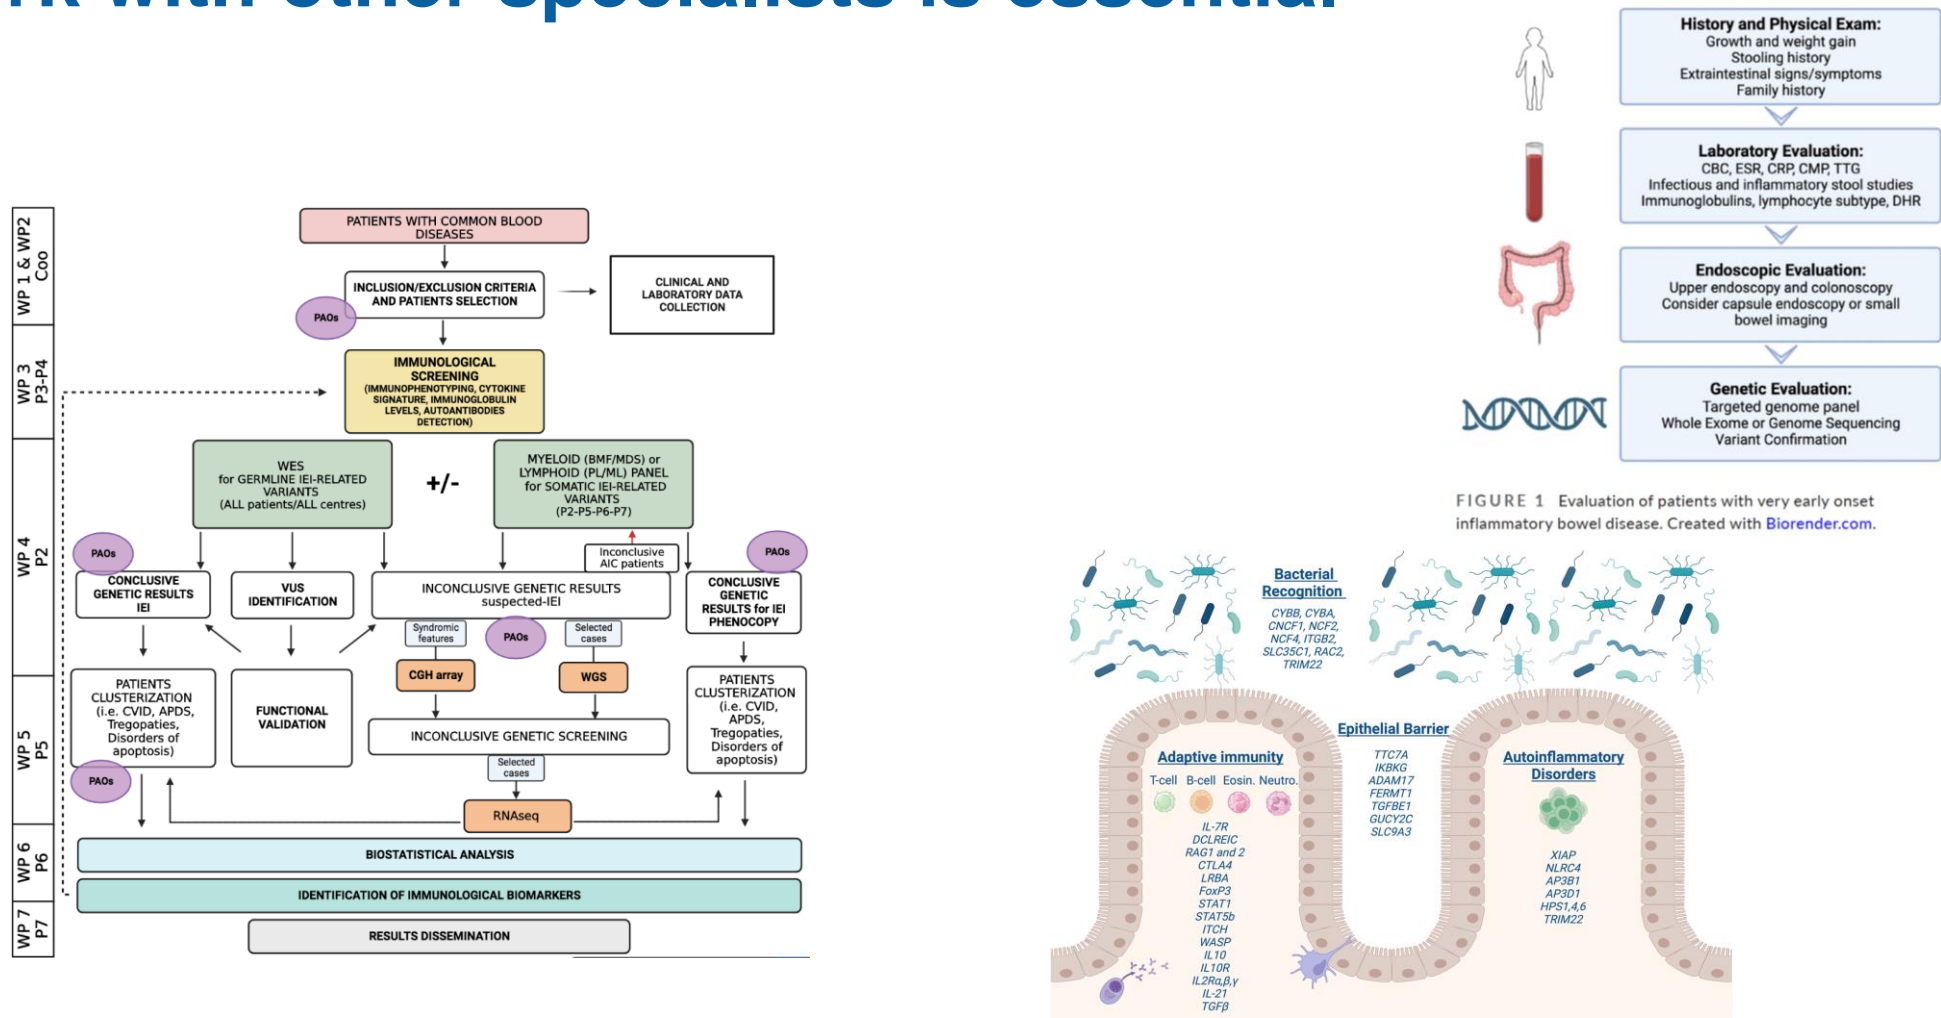 rk with other specialists is essential
WP 1 & WP2
Coo
WP 3
P3-P4
WP 4
P2
WP 5
P5
WP 6
P6
WP 7
P7
PATIENTS WITH COMMON BLOOD
DISEASES
INCLUSION/EXCLUSION CRITERIA
AND PATIENTS SELECTION
PAOs
CLINICAL AND
LABORATORY DATA
COLLECTION
IMMUNOLOGICAL
SCREENING
(IMMUNOPHENOTYPING, CYTOKINE
SIGNATURE, IMMUNOGLOBULIN
LEVELS, AUTOANTIBODIES
DETECTION)
WES
for GERMLINE IEI-RELATED
VARIANTS
(ALL patients/ALL centres)
+/-
MYELOID (BMF/MDS) or
LYMPHOID (PL/ML) PANEL
for SOMATIC IEI-RELATED
VARIANTS
(P2-P5-P6-P7)
Inconclusive
AIC patients
PAOs
CONCLUSIVE
GENETIC RESULTS
IEI
VUS
IDENTIFICATION
INCONCLUSIVE GENETIC RESULTS
suspected-IEI
PAOs
CONCLUSIVE
GENETIC
RESULTS for IEI
PHENOCOPY
Syndromic
features
PAOs
Selected
cases
CGH array
WGS
PATIENTS
CLUSTERIZATION
(i.e. CVID, APDS,
Tregopaties,
Disorders of
apoptosis)
PAOs
FUNCTIONAL
VALIDATION
INCONCLUSIVE GENETIC SCREENING
Selected
cases
RNAseq
PATIENTS
CLUSTERIZATION
(i.e. CVID,
APDS,
Tregopaties,
Disorders of
apoptosis)
BIOSTATISTICAL ANALYSIS
IDENTIFICATION OF IMMUNOLOGICAL BIOMARKERS
RESULTS DISSEMINATION
History and Physical Exam:
Growth and weight gain
Stooling history
Extraintestinal signs/symptoms
Family history
Laboratory Evaluation:
CBC, ESR, CRP, CMP, TTG
Infectious and inflammatory stool studies
Immunoglobulins, lymphocyte subtype, DHR
Endoscopic Evaluation:
Upper endoscopy and colonoscopy
Consider capsule endoscopy or small
bowel imaging
Genetic Evaluation:
Targeted genome panel
Whole Exome or Genome Sequencing
Variant Confirmation
FIGURE 1 Evaluation of patients with very early onset
inflammatory bowel disease. Created with Biorender.com.
Bacterial
Recognition
CYBB, CYBA,
CNCF1, NCF2,
NCF4, ITGB2,
SLC35C1, RAC2,
TRIM22
Adaptive immunity
T-cell B-cell Eosin. Neutro.
IL-7R
DCLREIC
RAG1 and 2
CTLA4
LRBA
FoxP3
STAT1
STAT5b
ITCH
WASP
IL10
IL10R
IL2Rα,β,γ
IL-21
TGFβ
Epithelial Barrier
TTC7A
IKBKG
ADAM17
FERMT1
TGFBE1
GUCY2C
SLC9A3
Autoinflammatory
Disorders
XIAP
NLRC4
AP3B1
AP3D1
HPS1,4,6
TRIM22